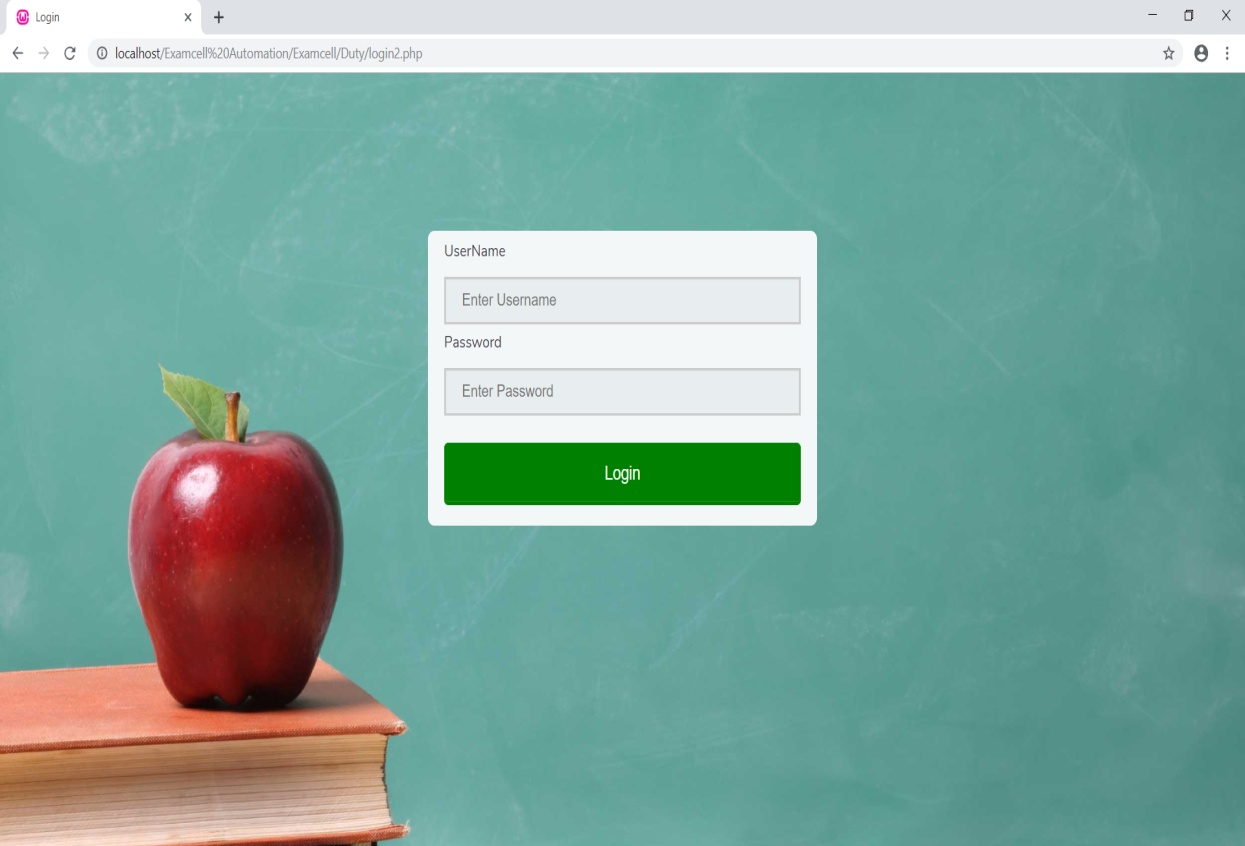 Login
localhost/Examcell%20Automation/Examcell/Duty/login2.php
UserName
Enter Username
Password
Enter Password
Login